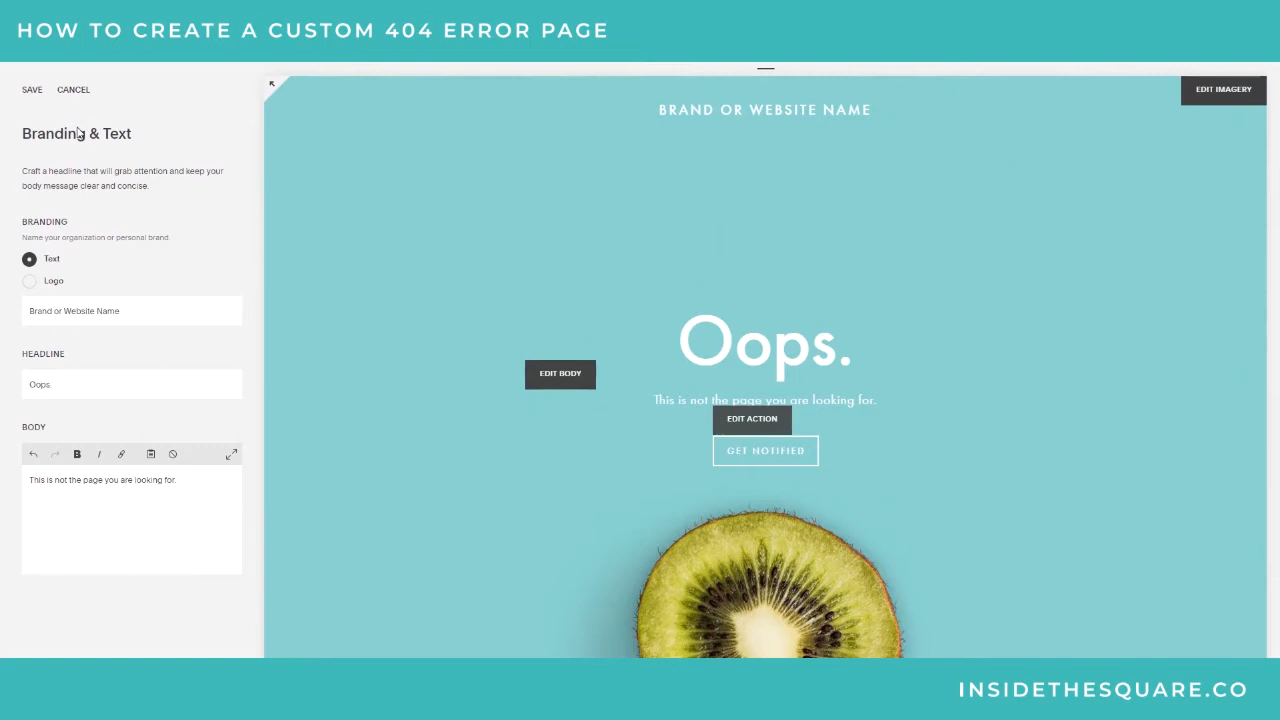 HOW TO CREATE A CUSTOM 404 ERROR PAGE
SAVE CANCEL
Branding & Text
Craft a headline that will grab attention and keep your
body message clear and concise.
BRANDING
Name your organization or personal brand.
Text
Logo
Brand or Website Name
HEADLINE
Oops.
BODY
B I
This is not the page you are looking for.
EDIT IMAGERY
BRAND OR WEBSITE NAME
Oops.
EDIT BODY
This is not the page you are looking for.
EDIT ACTION
GET NOTIFIED
INSIDETHESQUARE.CO